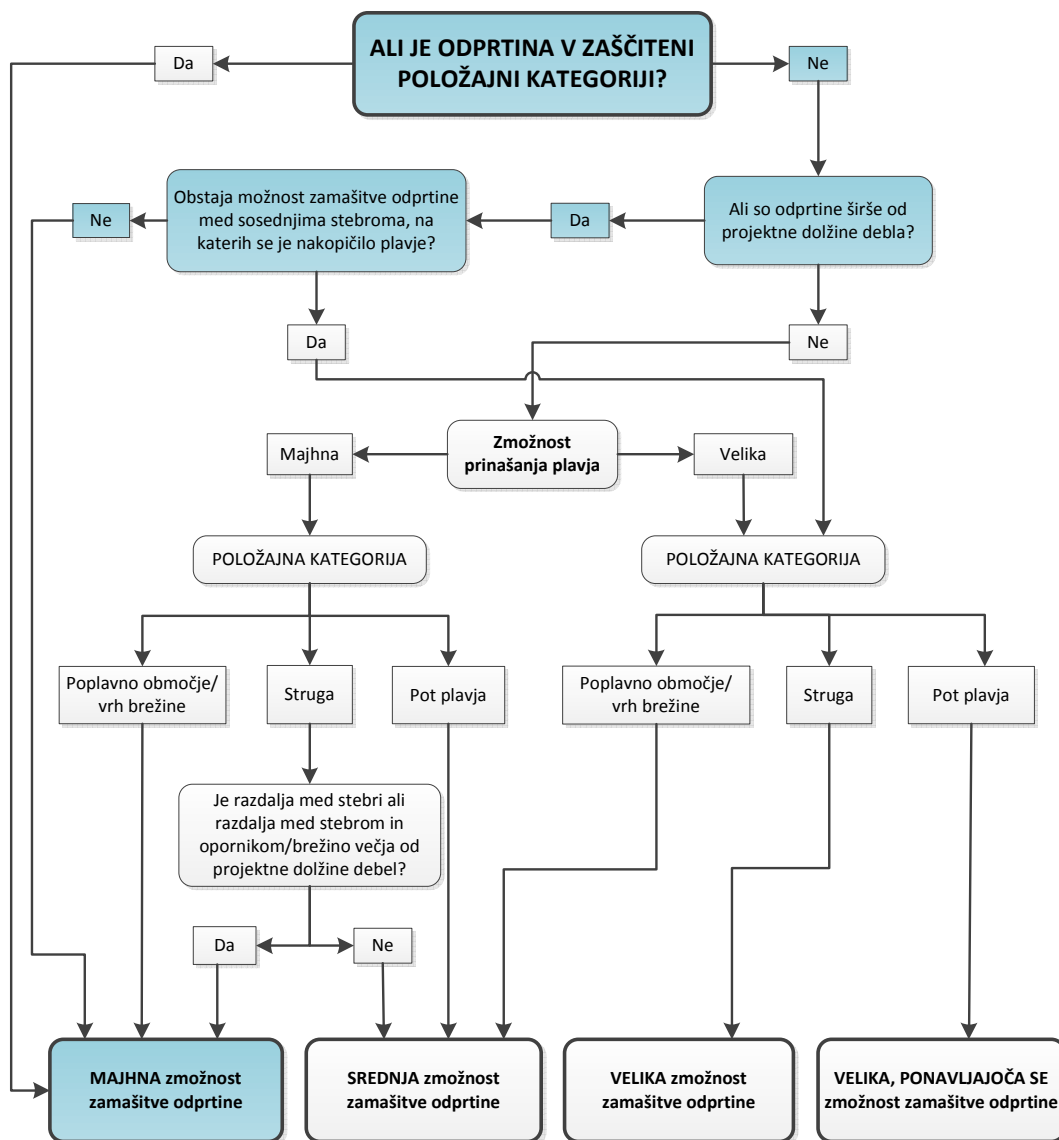 ALI JE ODPRTINA V ZAŠČITENI
POLOŽAJNI KATEGORIJI?
Da
Ne
Obstaja možnost zamašitve odprtine
med sosednjima stebroma, na
katerih se je nakopičilo plavje?
Ne
Da
Ali so odprtine širše od
projektne dolžine debla?
Da
Ne
Zmožnost
prinašanja plavja
Majhna
Velika
POLOŽAJNA KATEGORIJA
POLOŽAJNA KATEGORIJA
Poplavno območje/
vrh brežine
Struga
Pot plavja
Poplavno območje/
vrh brežine
Struga
Pot plavja
Je razdalja med stebri ali
razdalja med stebrom in
opornikom/brežino večja od
projektne dolžine debel?
Da
Ne
MAJHNA zmožnost
zamašitve odprtine
SREDNJA zmožnost
zamašitve odprtine
VELIKA zmožnost
zamašitve odprtine
VELIKA, PONAVLJAJOČA SE
zmožnost zamašitve odprtine